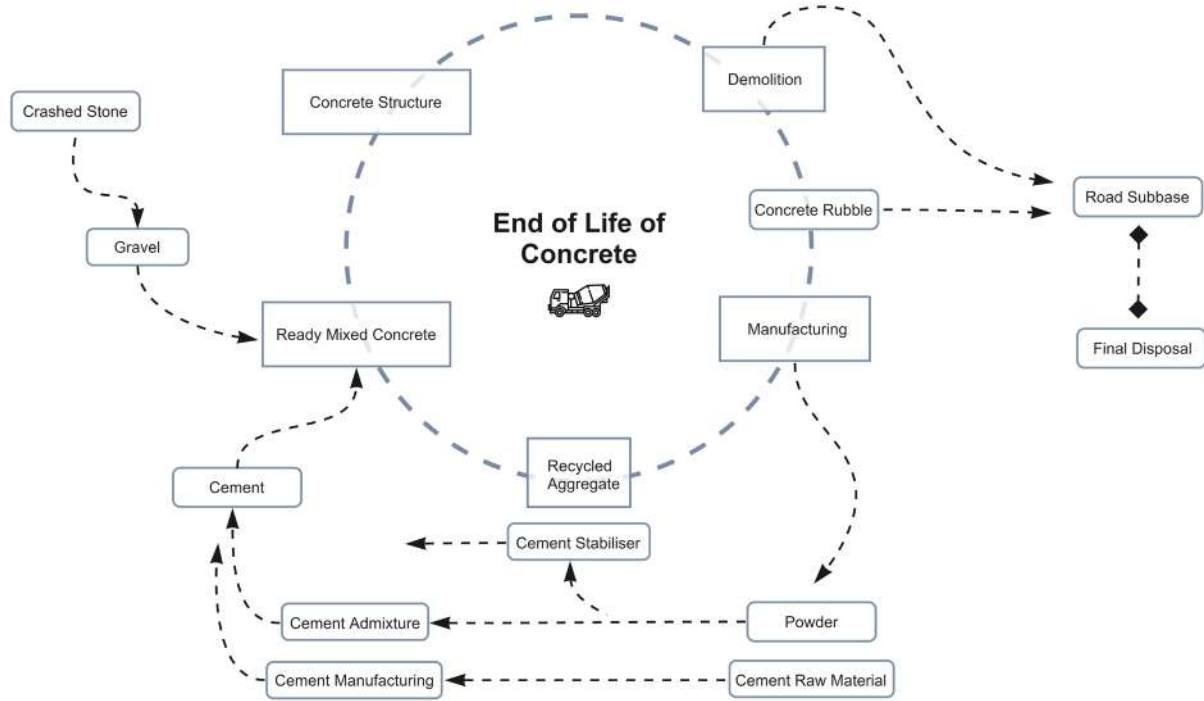 Demolition
Concrete Structure
Crashed Stone
Concrete Rubble
Road Subbase
End of Life of
Concrete
Gravel
Ready Mixed Concrete
Manufacturing
Final Disposal
Recycled
Aggregate
Cement
Cement Stabiliser
Cement Admixture
Powder
Cement Manufacturing
Cement Raw Material